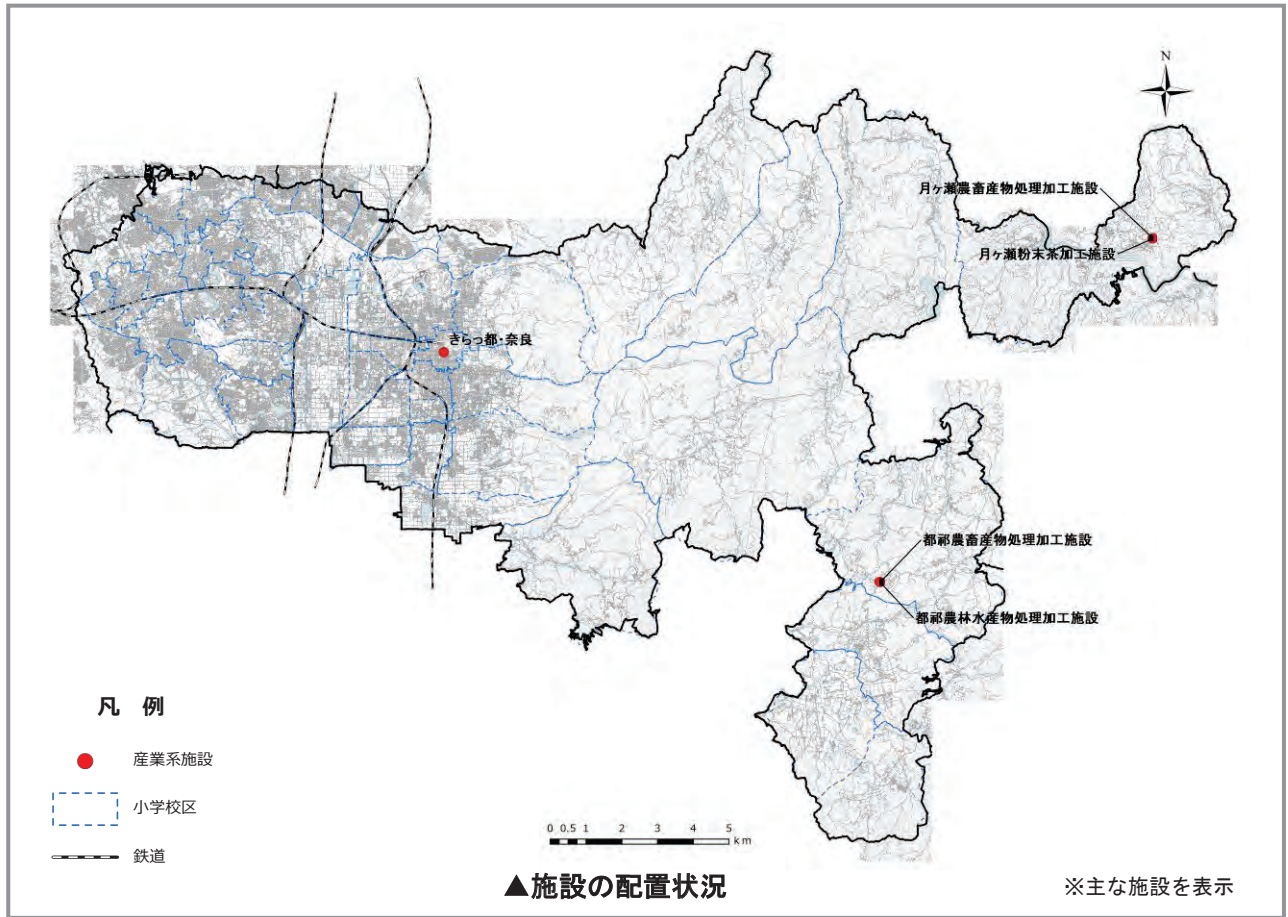 N
月ヶ瀬農畜産物処理加工施設
月ヶ瀬粉末茶加工施設
きらっ都・奈良
都祁農畜産物処理加工施設
都祁農林水産物処理加工施設
凡 例
産業系施設
小学校区
鉄道
0 0.5 1 2 3 4 5
km
▲施設の配置状況
※主な施設を表示